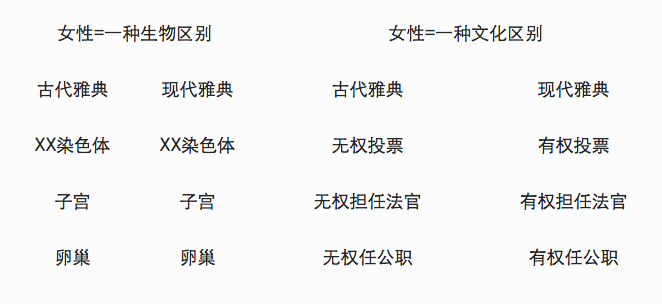 女性=一种生物区别 女性=一种文化区别
古代雅典 现代雅典 古代雅典 现代雅典
XX染色体 XX染色体 无权投票 有权投票
子宫 子宫 无权担任法官 有权担任法官
卵巢 卵巢 无权任公职 有权任公职